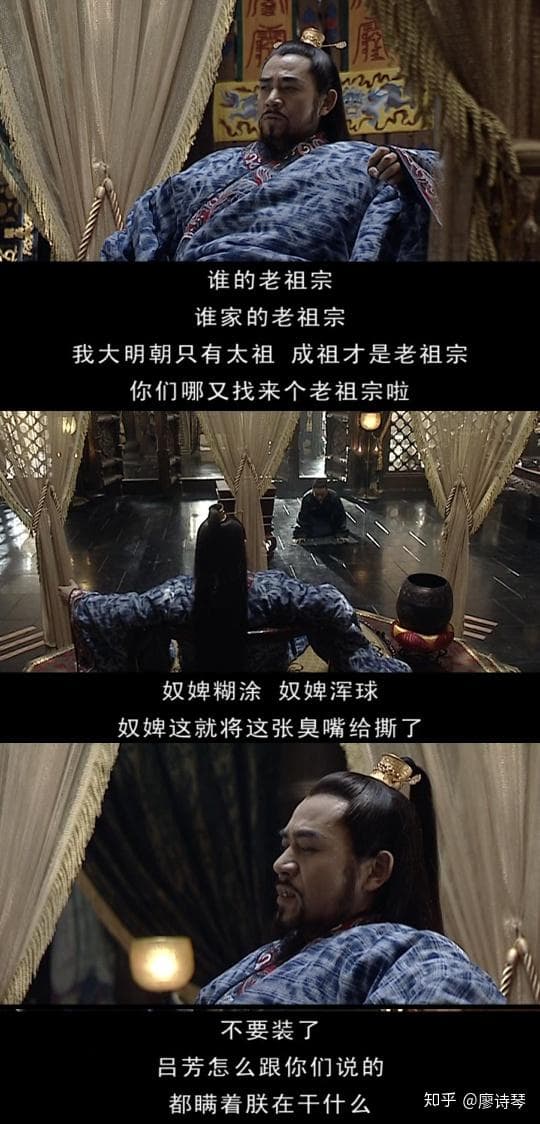 谁的老祖宗
谁家的老祖宗
我大明朝只有太祖 成祖才是老祖宗
你们哪又找来个老祖宗啦
奴婢糊涂 奴婢浑球
奴婢这就将这张臭嘴给撕了
不要装了
吕芳怎么跟你们说的
都瞒着朕在干什么
知乎 @廖诗琴